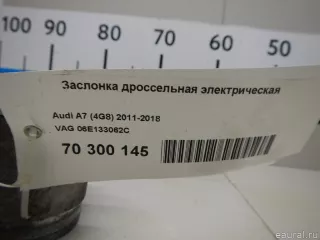 100 90 80 70 60 50
Заслонка дроссельная электрическая
Audi A7 (4G8) 2011-2018
VAG 06E133062C
70 300 145
eaural.ru